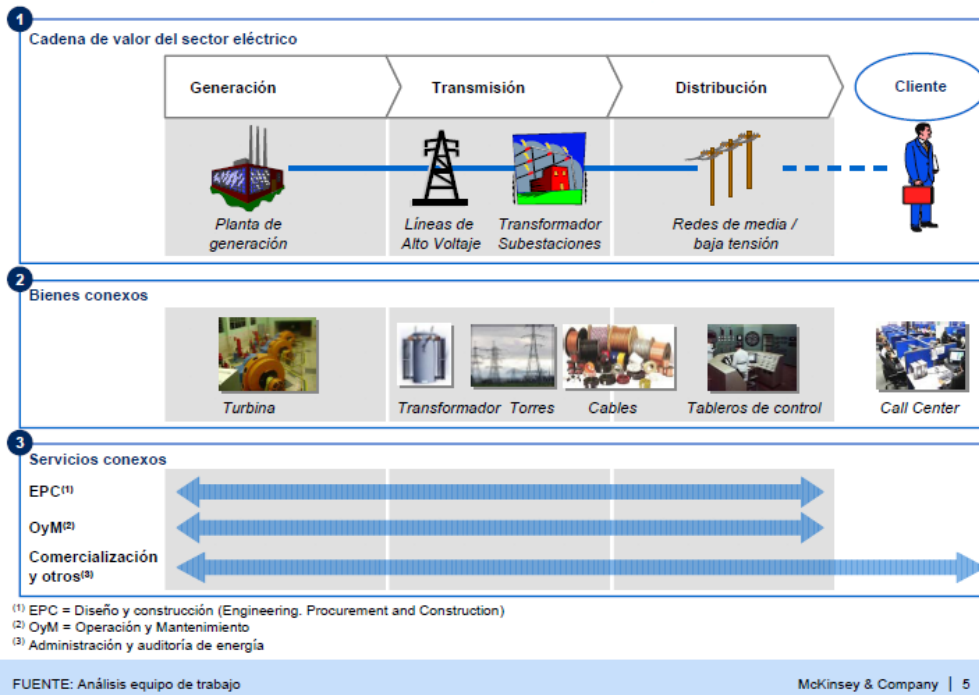 1
Cadena de valor del sector eléctrico
Generación
Transmisión
Distribución
Cliente
Planta de
generación
Líneas de
Alto Voltaje
Transformador
Subestaciones
Redes de media /
baja tensión
2
Bienes conexos
Turbina
Transformador
Torres
Cables
Tableros de control
Call Center
3
Servicios conexos
EPC(1)
OyM(2)
Comercialización
y otros(3)
(1) EPC = Diseño y construcción (Engineering. Procurement and Construction)
(2) OyM = Operación y Mantenimiento
(3) Administración y auditoría de energía
FUENTE: Análisis equipo de trabajo
McKinsey & Company | 5